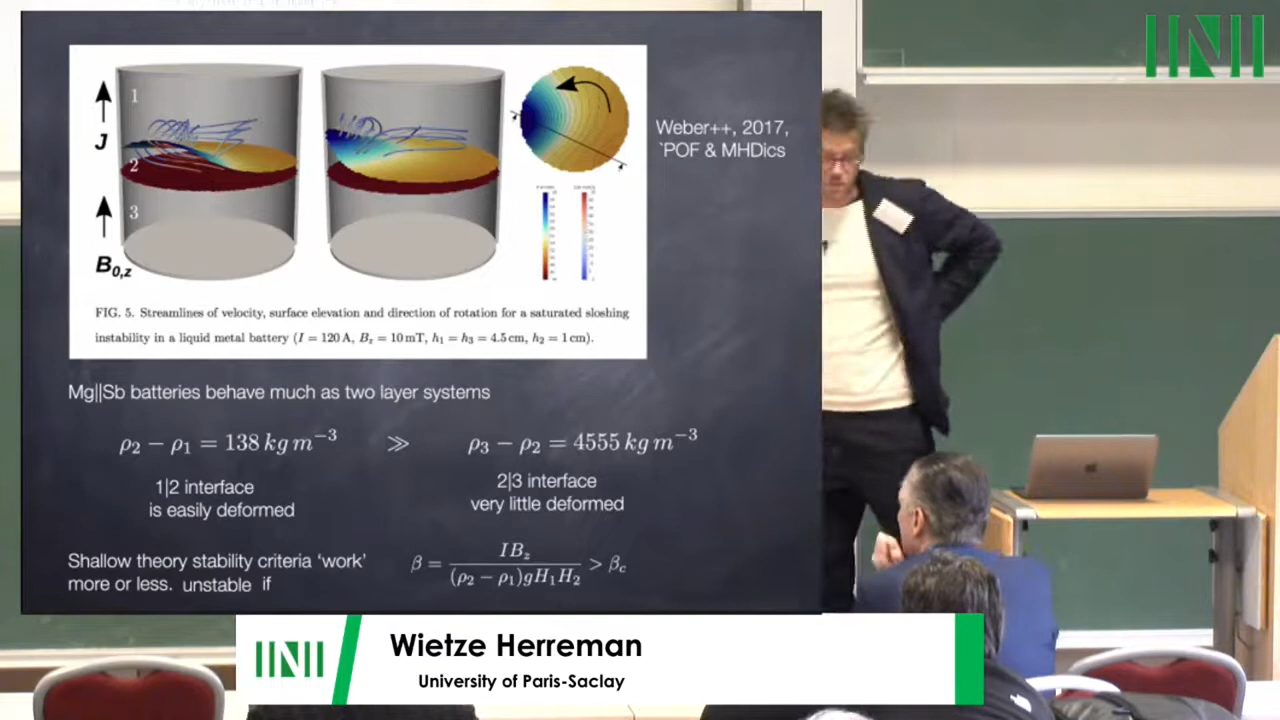 1
J
2
3
B0,z
Weber++, 2017,
`POF & MHDics
FIG. 5. Streamlines of velocity, surface elevation and direction of rotation for a saturated sloshing
instability in a liquid metal battery (I = 120 A, Bz = 10 mT, h1 = h3 = 4.5 cm, h2 = 1 cm).
Mg||Sb batteries behave much as two layer systems
ρ2 − ρ1 = 138 kg m−3 ≫ ρ3 − ρ2 = 4555 kg m−3
1|2 interface
is easily deformed
2|3 interface
very little deformed
Shallow theory stability criteria 'work'
more or less. unstable if
β = IBz / (ρ2 − ρ1)gH1H2 > βc
Wietze Herreman
University of Paris-Saclay